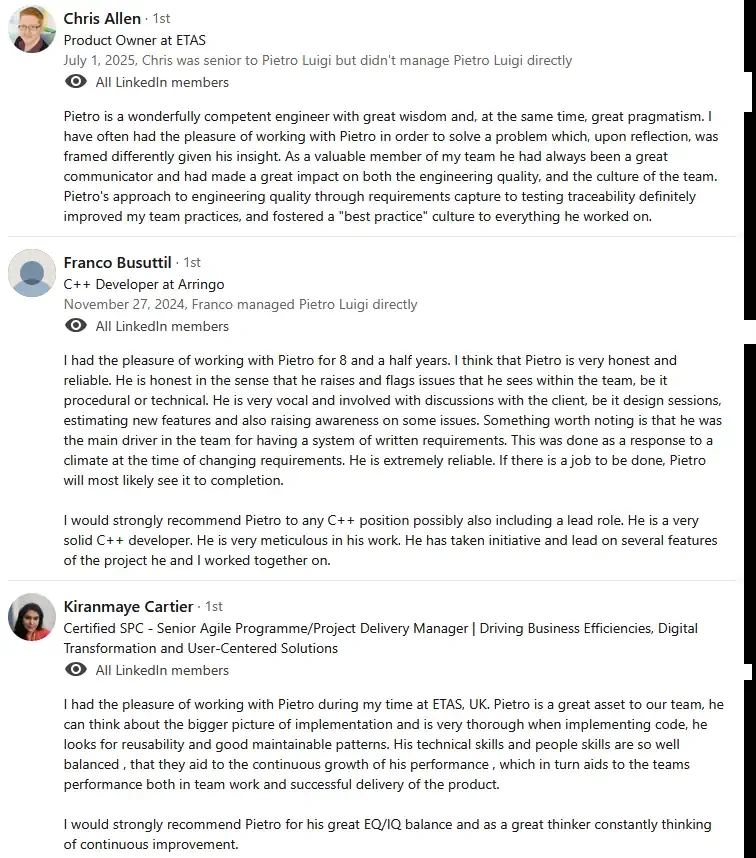 Chris Allen · 1st
Product Owner at ETAS
July 1, 2025, Chris was senior to Pietro Luigi but didn't manage Pietro Luigi directly
All LinkedIn members
Pietro is a wonderfully competent engineer with great wisdom and, at the same time, great pragmatism. I
have often had the pleasure of working with Pietro in order to solve a problem which, upon reflection, was
framed differently given his insight. As a valuable member of my team he had always been a great
communicator and had made a great impact on both the engineering quality, and the culture of the team.
Pietro's approach to engineering quality through requirements capture to testing traceability definitely
improved my team practices, and fostered a "best practice" culture to everything he worked on.
Franco Busuttil · 1st
C++ Developer at Arringo
November 27, 2024, Franco managed Pietro Luigi directly
All LinkedIn members
I had the pleasure of working with Pietro for 8 and a half years. I think that Pietro is very honest and
reliable. He is honest in the sense that he raises and flags issues that he sees within the team, be it
procedural or technical. He is very vocal and involved with discussions with the client, be it design sessions,
estimating new features and also raising awareness on some issues. Something worth noting is that he was
the main driver in the team for having a system of written requirements. This was done as a response to a
climate at the time of changing requirements. He is extremely reliable. If there is a job to be done, Pietro
will most likely see it to completion.
I would strongly recommend Pietro to any C++ position possibly also including a lead role. He is a very
solid C++ developer. He is very meticulous in his work. He has taken initiative and lead on several features
of the project he and I worked together on.
Kiranmaye Cartier · 1st
Certified SPC - Senior Agile Programme/Project Delivery Manager | Driving Business Efficiencies, Digital
Transformation and User-Centered Solutions
All LinkedIn members
I had the pleasure of working with Pietro during my time at ETAS, UK. Pietro is a great asset to our team, he
can think about the bigger picture of implementation and is very thorough when implementing code, he
looks for reusability and good maintainable patterns. His technical skills and people skills are so well
balanced , that they aid to the continuous growth of his performance , which in turn aids to the teams
performance both in team work and successful delivery of the product.
I would strongly recommend Pietro for his great EQ/IQ balance and as a great thinker constantly thinking
of continuous improvement.